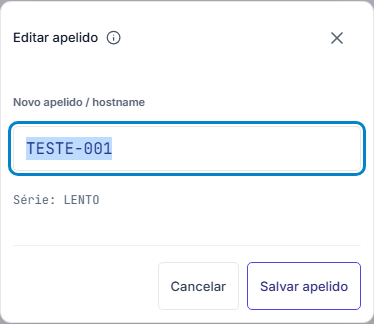 Editar apelido
Novo apelido / hostname
TESTE-001
Série: LENTO
Cancelar
Salvar apelido